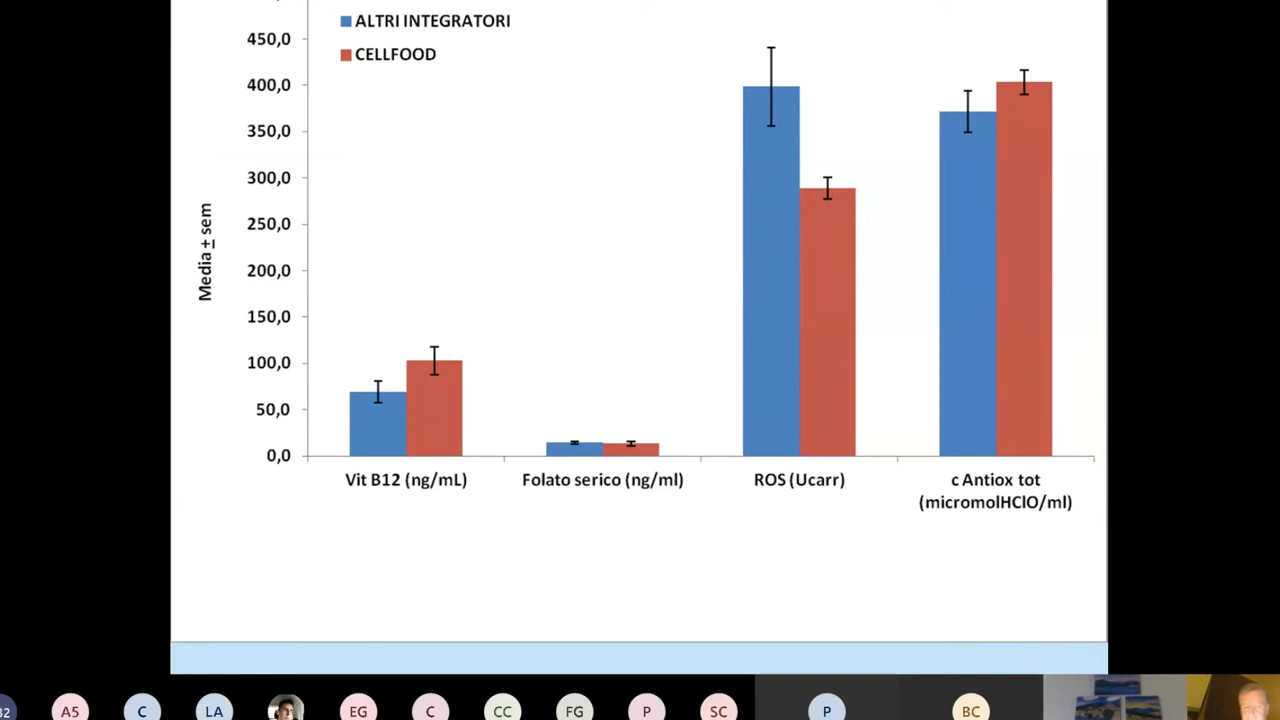 ALTRI INTEGRATORI
CELLFOOD
450,0
400,0
350,0
300,0
250,0
200,0
150,0
100,0
50,0
0,0
Media ± sem
Vit B12 (ng/mL)
Folato serico (ng/ml)
ROS (Ucarr)
c Antiox tot
(micromolHClO/ml)
A5
C
LA
EG
C
CC
FG
P
SC
P
BC